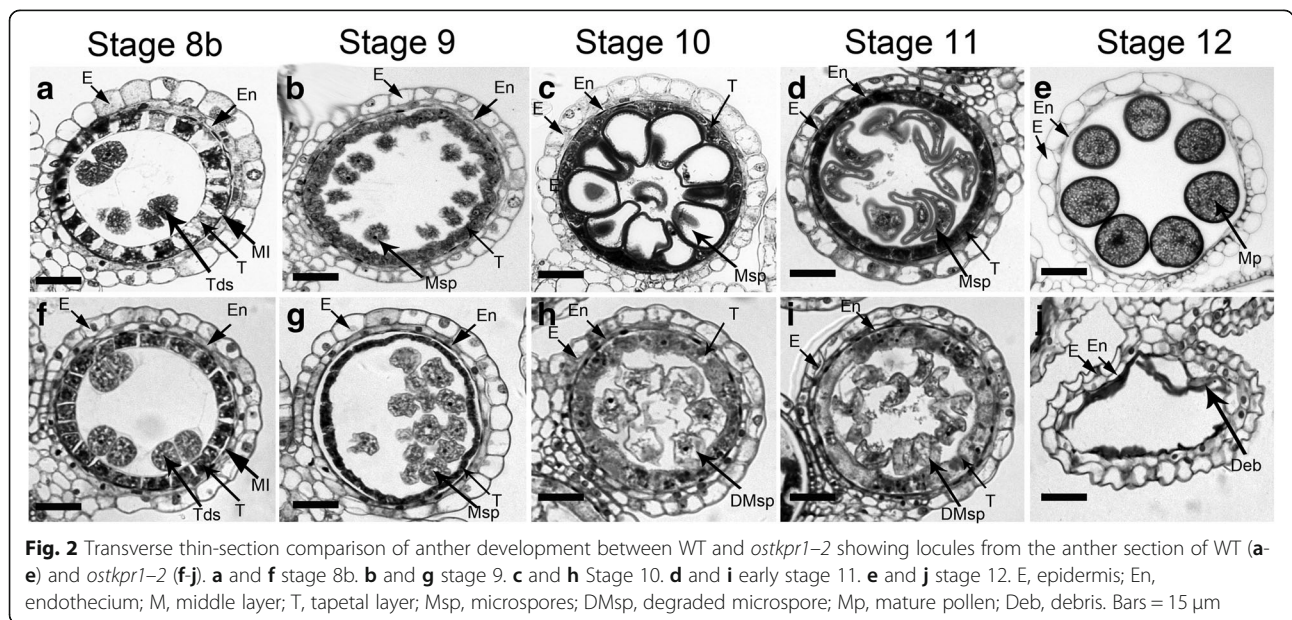 Stage 8b Stage 9 Stage 10 Stage 11 Stage 12
a E En Tds T Ml
b E En Msp T
c E En T Msp
d E En Msp T
e En E Mp
f E En Tds T Ml
g E En Msp T
h E En T DMsp
i E En DMsp T
j E En Deb
Fig. 2 Transverse thin-section comparison of anther development between WT and ostkpr1–2 showing locules from the anther section of WT (a-
e) and ostkpr1–2 (f-j). a and f stage 8b. b and g stage 9. c and h Stage 10. d and i early stage 11. e and j stage 12. E, epidermis; En,
endothecium; M, middle layer; T, tapetal layer; Msp, microspores; DMsp, degraded microspore; Mp, mature pollen; Deb, debris. Bars = 15 μm